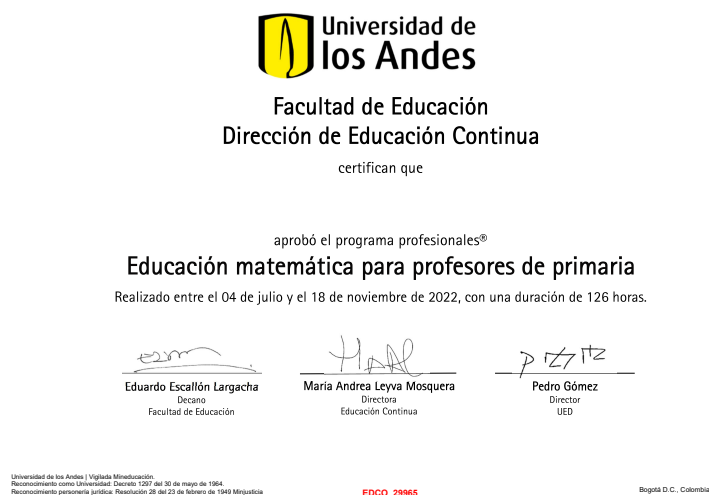 Universidad de
los Andes
Facultad de Educación
Dirección de Educación Continua
certifican que
aprobó el programa profesionales®
Educación matemática para profesores de primaria
Realizado entre el 04 de julio y el 18 de noviembre de 2022, con una duración de 126 horas.
Eduardo Escallón Largacha
Decano
Facultad de Educación
María Andrea Leyva Mosquera
Directora
Educación Continua
Pedro Gómez
Director
UED
Universidad de los Andes | Vigilada Mineducación.
Reconocimiento como Universidad: Decreto 1297 del 30 de mayo de 1964.
Reconocimiento personería jurídica: Resolución 28 del 23 de febrero de 1949 Minjusticia
EDCO_29965
Bogotá D.C., Colombia